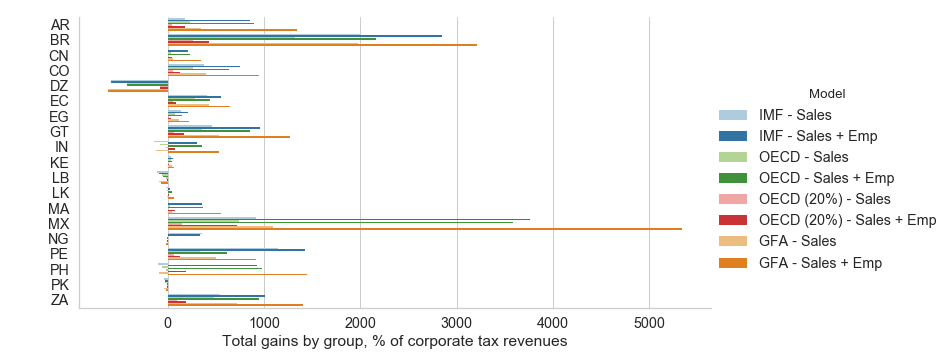 AR
BR
CN
CO
DZ
EC
EG
GT
IN
KE
LB
LK
MA
MX
NG
PE
PH
PK
ZA
0 1000 2000 3000 4000 5000
Total gains by group, % of corporate tax revenues
Model
IMF - Sales
IMF - Sales + Emp
OECD - Sales
OECD - Sales + Emp
OECD (20%) - Sales
OECD (20%) - Sales + Emp
GFA - Sales
GFA - Sales + Emp